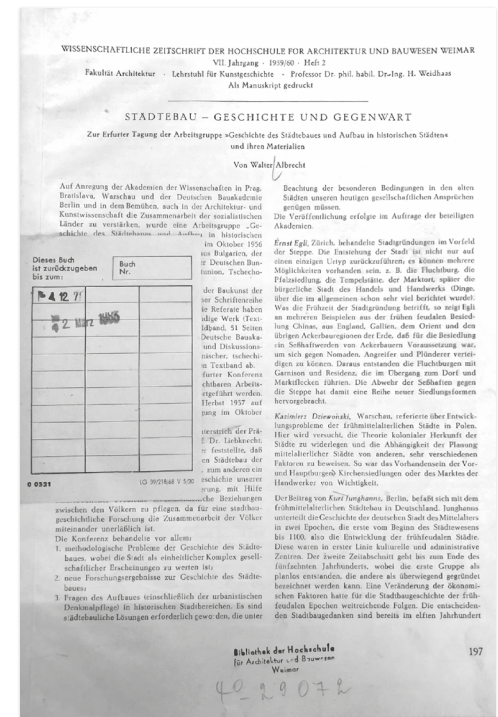 WISSENSCHAFTLICHE ZEITSCHRIFT DER HOCHSCHULE FÜR ARCHITEKTUR UND BAUWESEN WEIMAR
VII. Jahrgang · 1959/60 · Heft 2
Fakultät Architektur · Lehrstuhl für Kunstgeschichte · Professor Dr. phil. habil. Dr.-Ing. H. Weidhaas
Als Manuskript gedruckt
STÄDTEBAU – GESCHICHTE UND GEGENWART
Zur Erfurter Tagung der Arbeitsgruppe »Geschichte des Städtebaues und Aufbau in historischen Städten«
und ihren Materialien
Von Walter Albrecht
Auf Anregung der Akademien der Wissenschaften in Prag,
Bratislava, Warschau und der Deutschen Bauakademie
Berlin und in dem Bemühen, auch in der Architektur- und
Kunstwissenschaft die Zusammenarbeit der sozialistischen
Länder zu verstärken, wurde eine Arbeitsgruppe „Ge-
schichte des Städtebaues und Aufbau in historischen
im Oktober 1956
us Bulgarien, der
r Deutschen Bun-
tunion, Tschecho-
der Baukunst der
er Schriftenreihe
ie Referate haben
dige Werk (Text-
ldband, 51 Seiten
Deutsche Bauaka-
und Diskussions-
nischer, tschechi-
n Textband ab.
furter Konferenz
chtbaren Arbeits-
rtgeführt werden.
Herbst 1957 auf
gung im Oktober
nterstrich der Prä-
f. Dr. Liebknecht,
e feststellte, daß
en Städtebau der
, zum anderen ein
eschichte unserer
grung, mit Hilfe
che Beziehungen
zwischen den Völkern zu pflegen, da für eine stadtbau-
geschichtliche Forschung die Zusammenarbeit der Völker
miteinander unerläßlich ist.
Die Konferenz behandelte vor allem:
1. methodologische Probleme der Geschichte des Städte-
baues, wobei die Stadt als einheitlicher Komplex gesell-
schaftlicher Erscheinungen zu werten ist;
2. neue Forschungsergebnisse zur Geschichte des Städte-
baues;
3. Fragen des Aufbaues (einschließlich der urbanistischen
Denkmalpflege) in historischen Stadtbereichen. Es sind
städtebauliche Lösungen erforderlich geworden, die unter
Dieses Buch
ist zurückzugeben
bis zum:
Buch
Nr.
4. 12. 71
2. März
O 0521
Beachtung der besonderen Bedingungen in den alten
Städten unseren heutigen gesellschaftlichen Ansprüchen
genügen müssen.
Die Veröffentlichung erfolgte im Auftrage der beteiligten
Akademien.
Ernst Egli, Zürich, behandelte Stadtgründungen im Vorfeld
der Steppe. Die Entstehung der Stadt ist nicht nur auf
einen einzigen Urtyp zurückzuführen; es können mehrere
Möglichkeiten vorhanden sein, z. B. die Fluchtburg, die
Pfalzsiedlung, die Tempelstätte, der Marktort, später die
bürgerliche Stadt des Handels und Handwerks (Dinge,
über die im allgemeinen schon sehr viel berichtet wurde).
Was die Frühzeit der Stadtgründung betrifft, so zeigt Egli
an mehreren Beispielen aus der frühen feudalen Besied-
lung Chinas, aus England, Gallien, dem Orient und den
übrigen Ackerbauregionen der Erde, daß für die Besiedlung
ein Seßhaftwerden von Ackerbauern Voraussetzung war,
um sich gegen Nomaden, Angreifer und Plünderer vertei-
digen zu können. Daraus entstanden die Fluchtburgen mit
Garnison und Residenz, die im Übergang zum Dorf und
Marktflecken führten. Die Abwehr der Seßhaften gegen
die Steppe hat damit eine Reihe neuer Siedlungsformen
hervorgebracht.
Kazimierz Dziewoński, Warschau, referierte über Entwick-
lungsprobleme der frühmittelalterlichen Städte in Polen.
Hier wird versucht, die Theorie kolonialer Herkunft der
Städte zu widerlegen und die Abhängigkeit der Planung
mittelalterlicher Städte von anderen, sehr verschiedenen
Faktoren zu beweisen. So war das Vorhandensein der Vor-
und Hauptburgen) Kirchensiedlungen oder des Marktes der
Handwerker von Wichtigkeit.
Der Beitrag von Kurt Junghanns, Berlin, befaßt sich mit dem
frühmittelalterlichen Städtebau in Deutschland. Junghanns
unterteilt die Geschichte der deutschen Stadt des Mittelalters
in zwei Epochen, die erste vom Beginn des Städtewesens
bis 1100, also die Entwicklung der frühfeudalen Städte.
Diese waren in erster Linie kulturelle und administrative
Zentren. Der zweite Zeitabschnitt geht bis zum Ende des
fünfzehnten Jahrhunderts, wobei die erste Gruppe als
planlos entstanden, die andere als überwiegend gegründet
bezeichnet werden kann. Eine Veränderung der ökonomi-
schen Faktoren hatte für die Stadtbaugeschichte der früh-
feudalen Epochen weitreichende Folgen. Die entscheiden-
den Stadtbaugedanken sind bereits im elften Jahrhundert
Bibliothek der Hochschule
für Architektur und Bauwesen
Weimar
197
40 29072